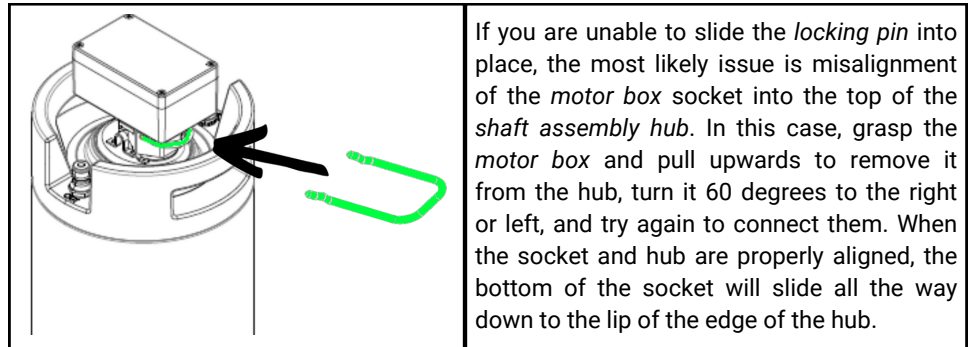 If you are unable to slide the locking pin into
place, the most likely issue is misalignment
of the motor box socket into the top of the
shaft assembly hub. In this case, grasp the
motor box and pull upwards to remove it
from the hub, turn it 60 degrees to the right
or left, and try again to connect them. When
the socket and hub are properly aligned, the
bottom of the socket will slide all the way
down to the lip of the edge of the hub.